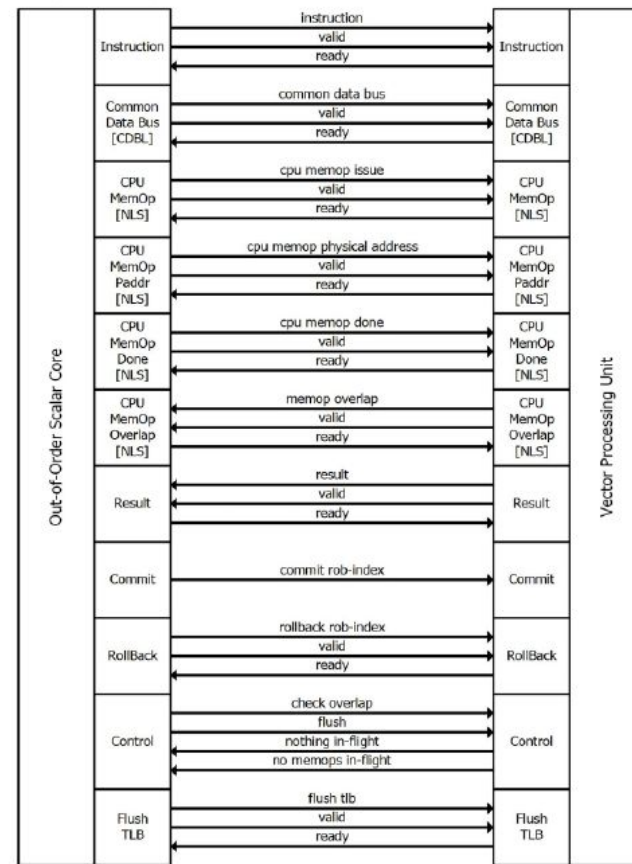 Out-of-Order Scalar Core
Vector Processing Unit
Instruction
instruction
valid
ready
Instruction
Common
Data Bus
[CDBL]
common data bus
valid
ready
Common
Data Bus
[CDBL]
CPU
MemOp
[NLS]
cpu memop issue
valid
ready
CPU
MemOp
[NLS]
CPU
MemOp
Paddr
[NLS]
cpu memop physical address
valid
ready
CPU
MemOp
Paddr
[NLS]
CPU
MemOp
Done
[NLS]
cpu memop done
valid
ready
CPU
MemOp
Done
[NLS]
CPU
MemOp
Overlap
[NLS]
memop overlap
valid
ready
CPU
MemOp
Overlap
[NLS]
Result
result
valid
ready
Result
Commit
commit rob-index
Commit
RollBack
rollback rob-index
valid
ready
RollBack
Control
check overlap
flush
nothing in-flight
no memops in-flight
Control
Flush
TLB
flush tlb
valid
ready
Flush
TLB